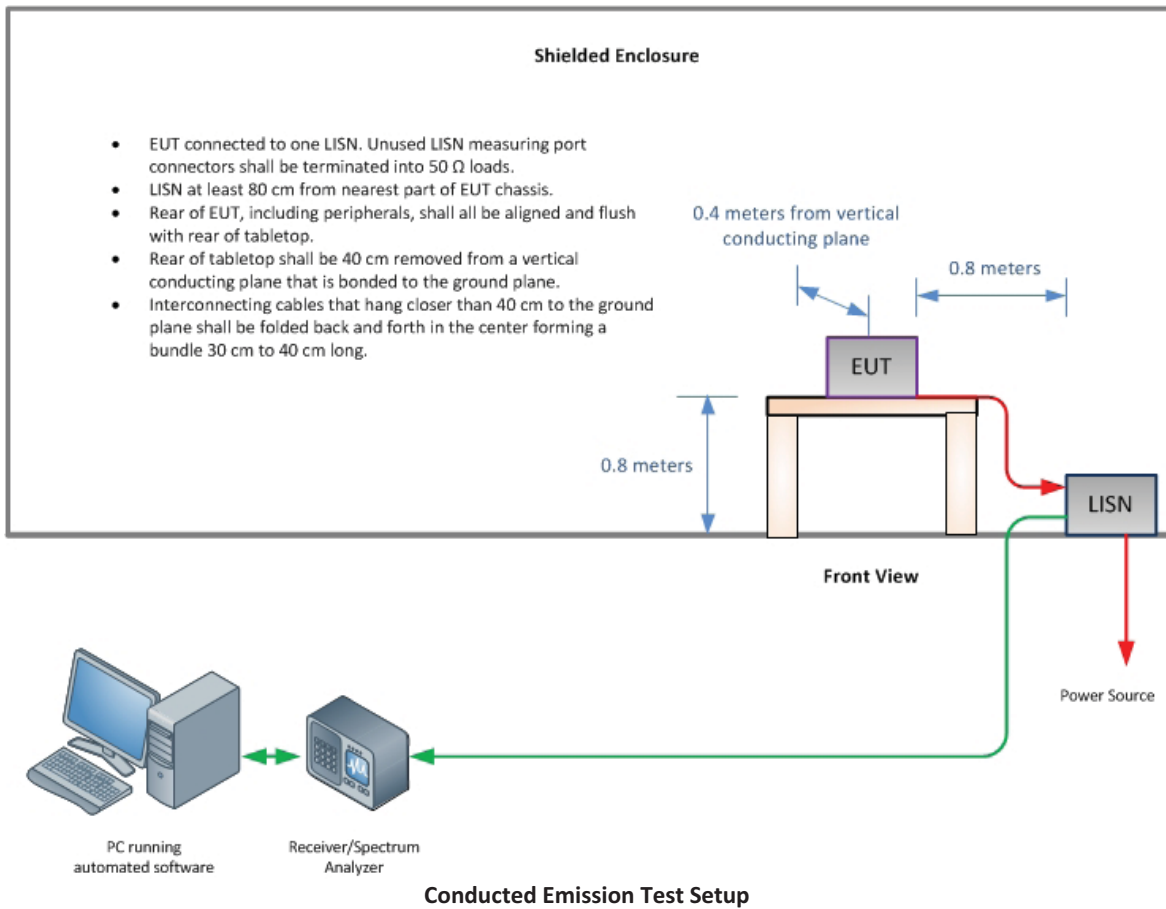 Shielded Enclosure
• EUT connected to one LISN. Unused LISN measuring port
connectors shall be terminated into 50 Ω loads.
• LISN at least 80 cm from nearest part of EUT chassis.
• Rear of EUT, including peripherals, shall all be aligned and flush
with rear of tabletop.
• Rear of tabletop shall be 40 cm removed from a vertical
conducting plane that is bonded to the ground plane.
• Interconnecting cables that hang closer than 40 cm to the ground
plane shall be folded back and forth in the center forming a
bundle 30 cm to 40 cm long.
0.4 meters from vertical
conducting plane
0.8 meters
EUT
0.8 meters
LISN
Front View
Power Source
PC running
automated software
Receiver/Spectrum
Analyzer
Conducted Emission Test Setup